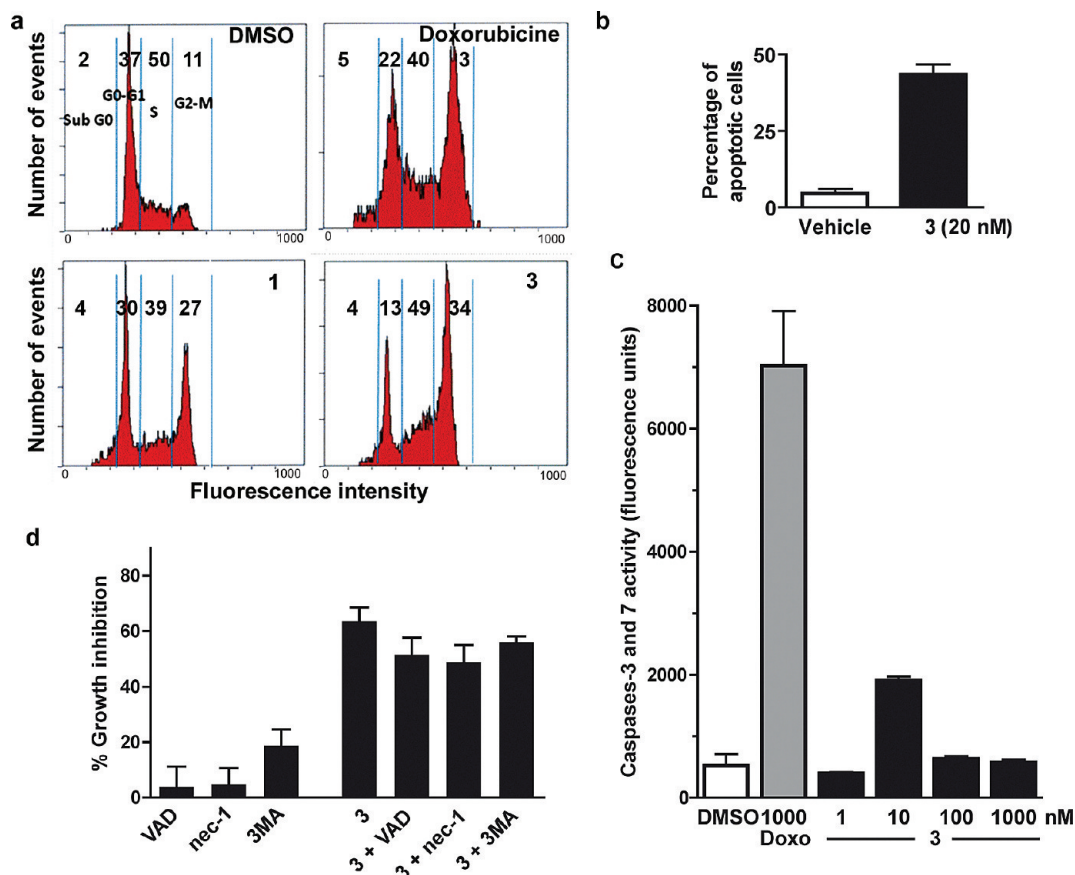 a
DMSO
2 37 50 11
G0-G1
Sub G0
S
G2-M
Number of events
0 1000
Doxorubicine
5 22 40 3
0 1000
1
4 30 39 27
Number of events
0 1000
3
4 13 49 34
0 1000
Fluorescence intensity
b
Percentage of
apoptotic cells
50
25
0
Vehicle 3 (20 nM)
c
Caspases-3 and 7 activity (fluorescence units)
8000
6000
4000
2000
0
DMSO 1000 1 10 100 1000 nM
Doxo 3
d
% Growth inhibition
80
60
40
20
0
VAD
nec-1
3MA
3
3 + VAD
3 + nec-1
3 + 3MA